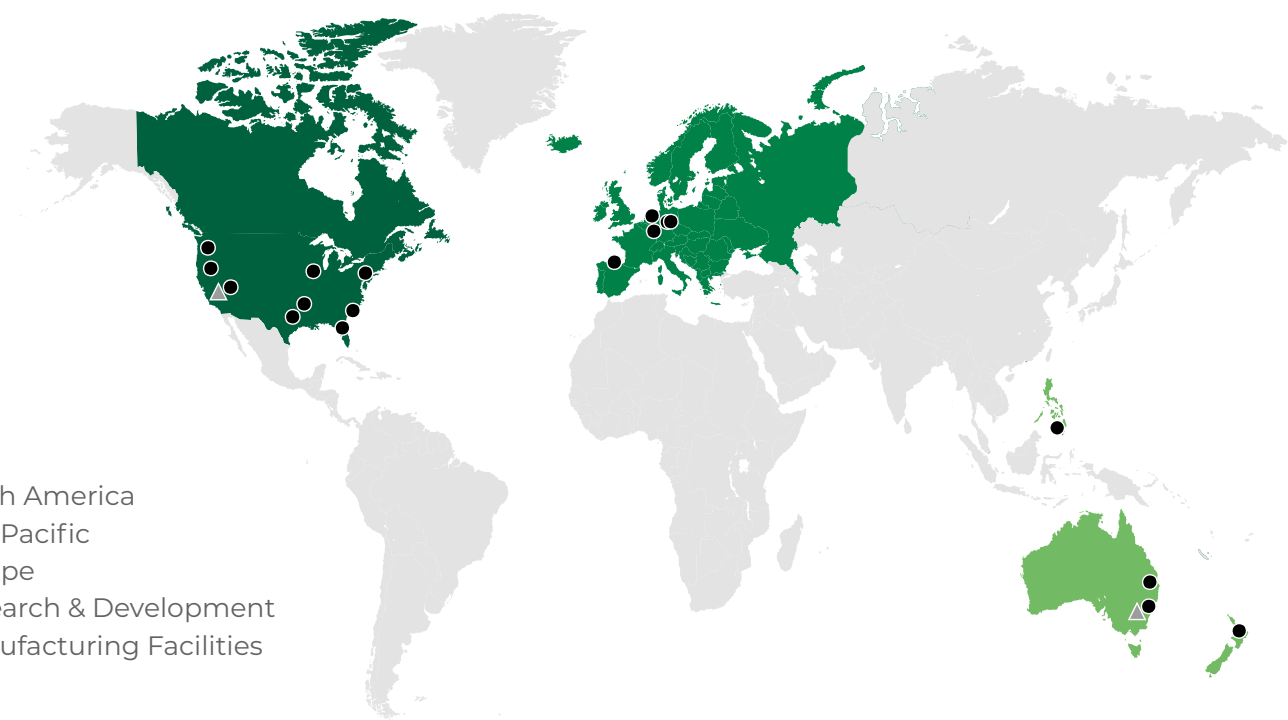 h America
Pacific
pe
earch & Development
ufacturing Facilities